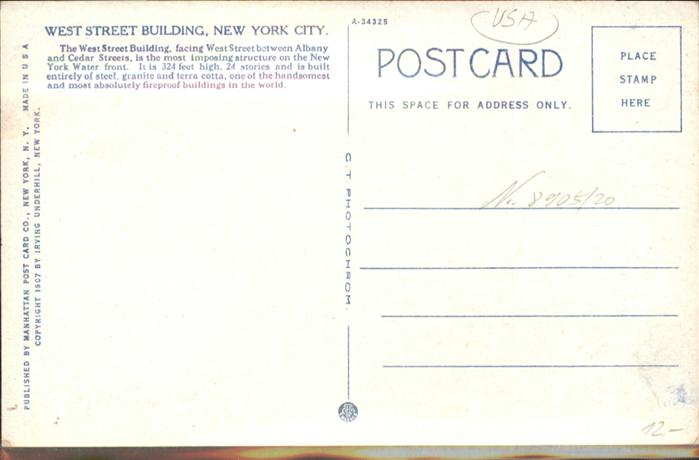 WEST STREET BUILDING, NEW YORK CITY.
The West Street Building, facing West Street between Albany
and Cedar Streets, is the most imposing structure on the New
York Water front. It is 324 feet high, 24 stories and is built
entirely of steel, granite and terra cotta, one of the handsomest
and most absolutely fireproof buildings in the world.
PUBLISHED BY MANHATTAN POST CARD CO., NEW YORK, N. Y. MADE IN U S A
COPYRIGHT 1907 BY IRVING UNDERHILL, NEW YORK.
A-34325
USA
POST CARD
THIS SPACE FOR ADDRESS ONLY.
PLACE
STAMP
HERE
C. T. PHOTOCHROM
No. 8905/20
12.-